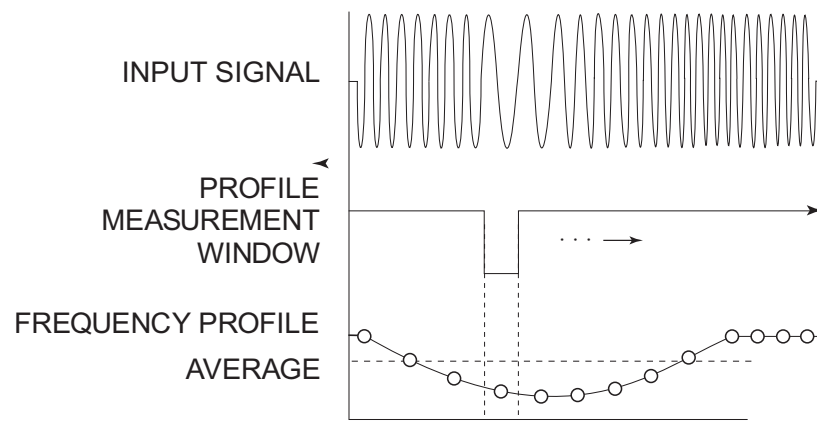 INPUT SIGNAL
PROFILE
MEASUREMENT
WINDOW
. . .
FREQUENCY PROFILE
AVERAGE